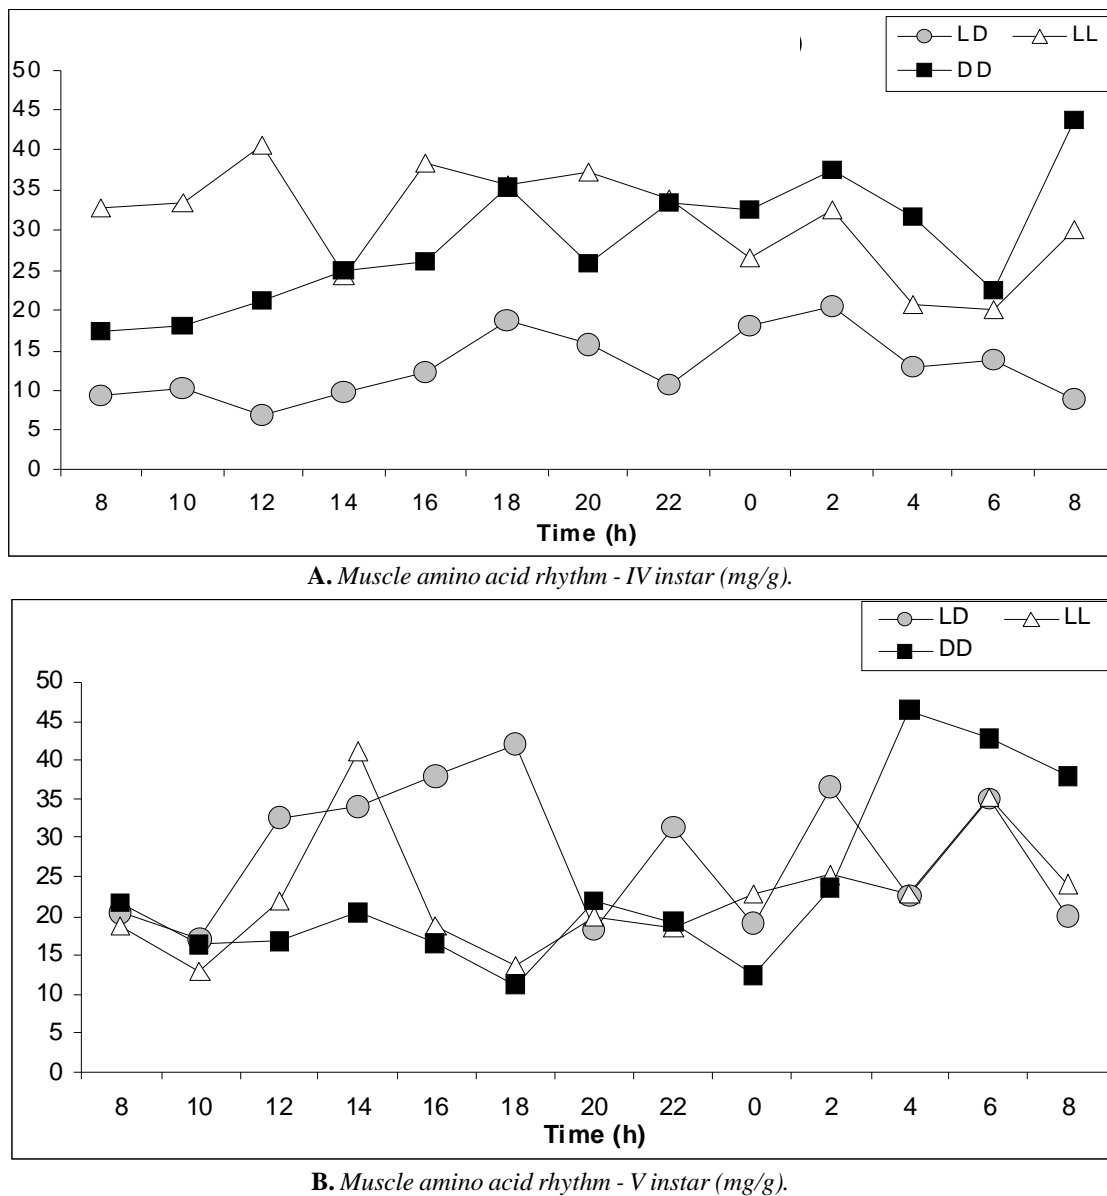 LD LL
DD
50
45
40
35
30
25
20
15
10
5
0
8 10 12 14 16 18 20 22 0 2 4 6 8
Time (h)
A. Muscle amino acid rhythm - IV instar (mg/g).
LD LL
DD
50
45
40
35
30
25
20
15
10
5
0
8 10 12 14 16 18 20 22 0 2 4 6 8
Time (h)
B. Muscle amino acid rhythm - V instar (mg/g).